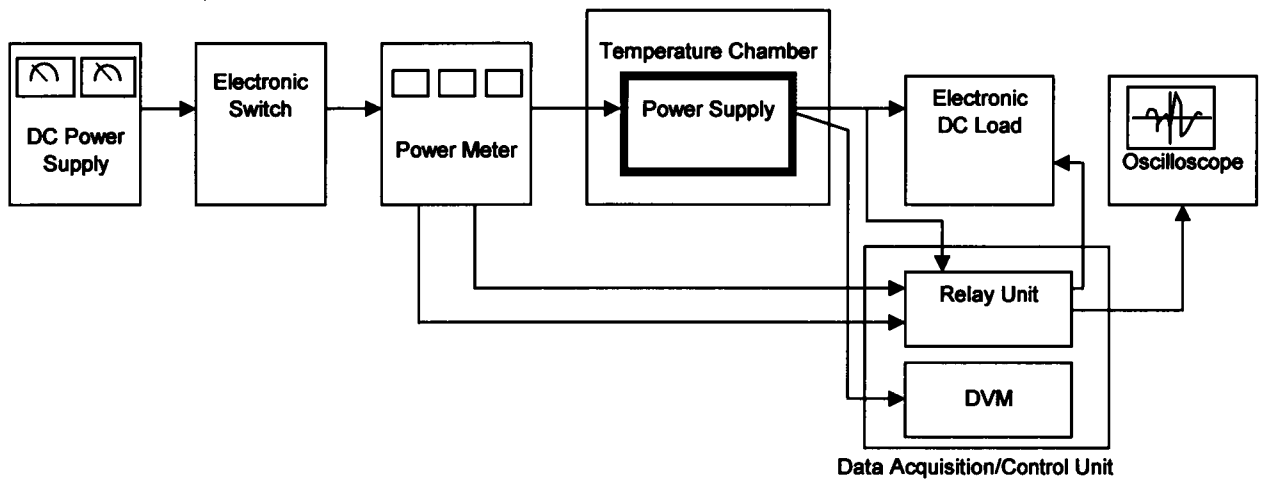 DC Power
Supply
Electronic
Switch
Power Meter
Temperature Chamber
Power Supply
Electronic
DC Load
Oscilloscope
Relay Unit
DVM
Data Acquisition/Control Unit